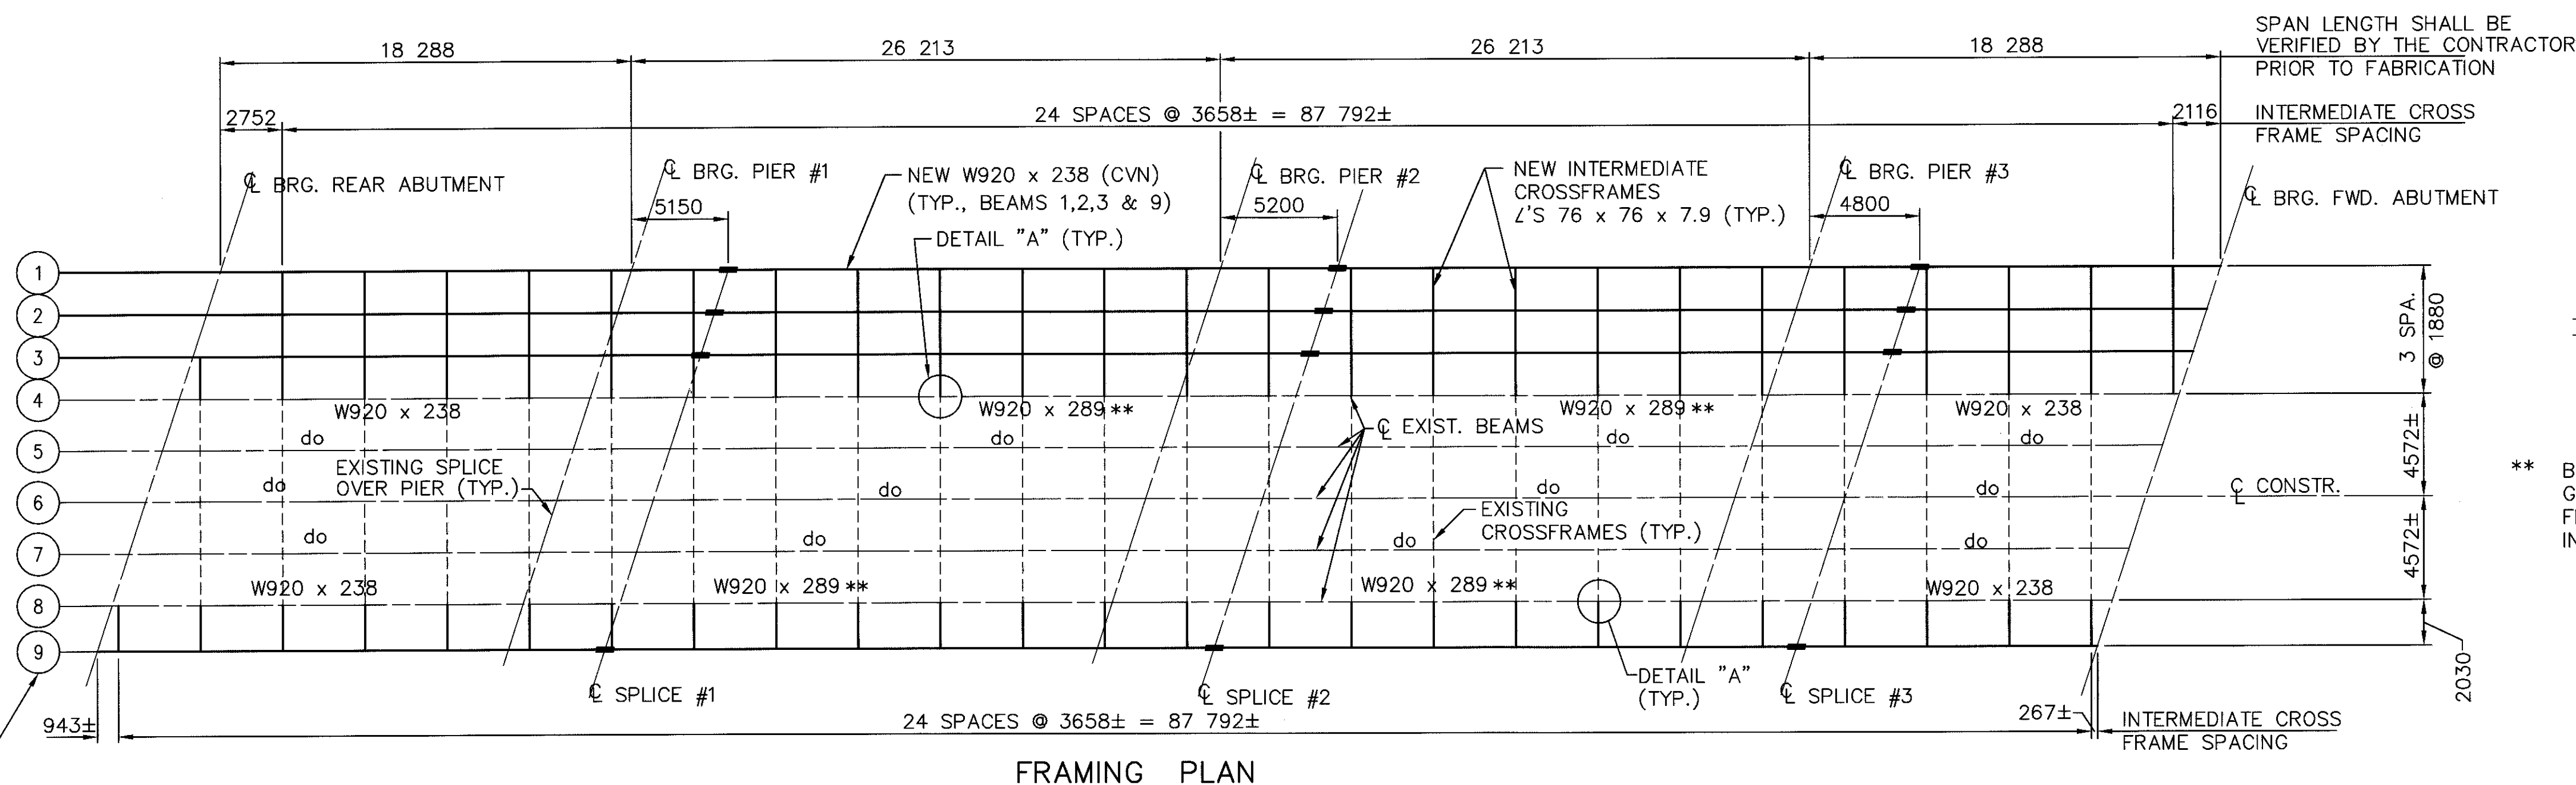 SPAN LENGTH SHALL BE
VERIFIED BY THE CONTRACTOR
PRIOR TO FABRICATION
18 288
26 213
26 213
18 288
2752
24 SPACES @ 3658± = 87 792±
2116
INTERMEDIATE CROSS
FRAME SPACING
℄ BRG. REAR ABUTMENT
℄ BRG. PIER #1
5150
NEW W920 x 238 (CVN)
(TYP., BEAMS 1,2,3 & 9)
DETAIL "A" (TYP.)
℄ BRG. PIER #2
5200
NEW INTERMEDIATE
CROSSFRAMES
∠'S 76 x 76 x 7.9 (TYP.)
℄ BRG. PIER #3
4800
℄ BRG. FWD. ABUTMENT
1
2
3
4
5
6
7
8
9
3 SPA.
@ 1880
W920 x 238
W920 x 289**
W920 x 289**
W920 x 238
℄ EXIST. BEAMS
do
do
do
do
EXISTING SPLICE
OVER PIER (TYP.)
do
do
do
do
℄ CONSTR.
4572±
4572±
EXISTING
CROSSFRAMES (TYP.)
do
do
do
do
W920 x 238
W920 x 289**
W920 x 289**
W920 x 238
2030
℄ SPLICE #1
℄ SPLICE #2
DETAIL "A"
(TYP.)
℄ SPLICE #3
943±
24 SPACES @ 3658± = 87 792±
267±
INTERMEDIATE CROSS
FRAME SPACING
FRAMING PLAN
**